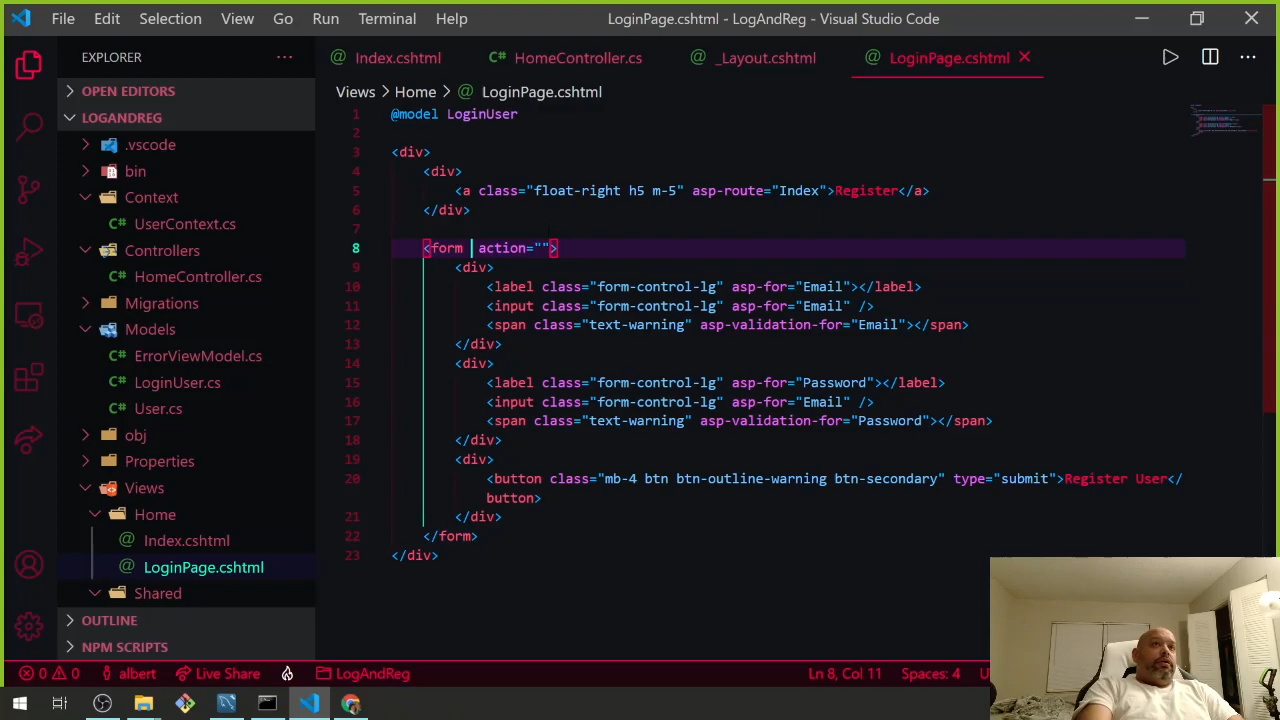 File Edit Selection View Go Run Terminal Help LoginPage.cshtml - LogAndReg - Visual Studio Code
EXPLORER
OPEN EDITORS
LOGANDREG
.vscode
bin
Context
UserContext.cs
Controllers
HomeController.cs
Migrations
Models
ErrorViewModel.cs
LoginUser.cs
User.cs
obj
Properties
Views
Home
Index.cshtml
LoginPage.cshtml
Shared
OUTLINE
NPM SCRIPTS
Index.cshtml C# HomeController.cs _Layout.cshtml LoginPage.cshtml
Views > Home > LoginPage.cshtml
1 @model LoginUser
2
3 <div>
4 <div>
5 <a class="float-right h5 m-5" asp-route="Index">Register</a>
6 </div>
7
8 <form action="">
9 <div>
10 <label class="form-control-lg" asp-for="Email"></label>
11 <input class="form-control-lg" asp-for="Email" />
12 <span class="text-warning" asp-validation-for="Email"></span>
13 </div>
14 <div>
15 <label class="form-control-lg" asp-for="Password"></label>
16 <input class="form-control-lg" asp-for="Email" />
17 <span class="text-warning" asp-validation-for="Password"></span>
18 </div>
19 <div>
20 <button class="mb-4 btn btn-outline-warning btn-secondary" type="submit">Register User</
button>
21 </div>
22 </form>
23 </div>
0 0 albert Live Share LogAndReg Ln 8, Col 11 Spaces: 4